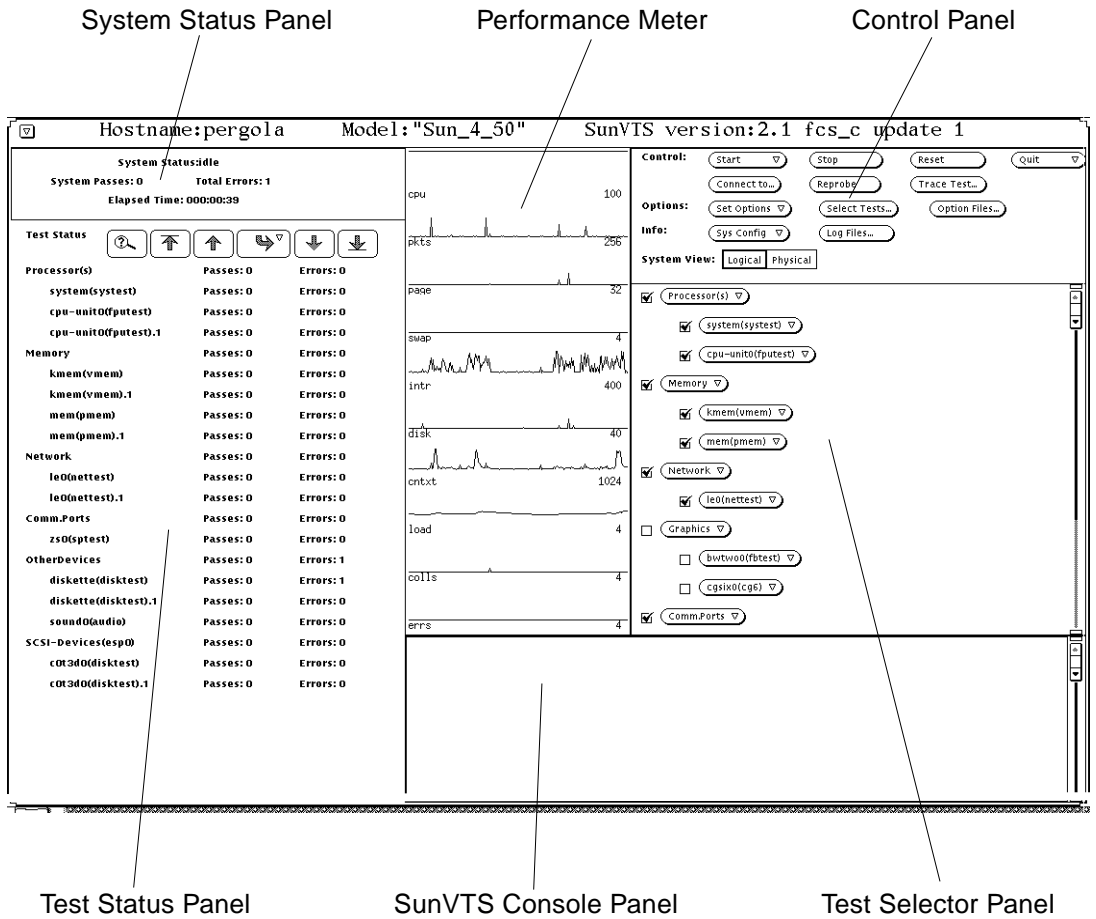 System Status Panel
Performance Meter
Control Panel
Hostname:pergola Model:"Sun_4_50" SunVTS version:2.1 fcs_c update 1
System Status:idle
System Passes: 0 Total Errors: 1
Elapsed Time: 000:00:39
Test Status
Processor(s) Passes: 0 Errors: 0
system(systest) Passes: 0 Errors: 0
cpu-unit0(fputest) Passes: 0 Errors: 0
cpu-unit0(fputest).1 Passes: 0 Errors: 0
Memory Passes: 0 Errors: 0
kmem(vmem) Passes: 0 Errors: 0
kmem(vmem).1 Passes: 0 Errors: 0
mem(pmem) Passes: 0 Errors: 0
mem(pmem).1 Passes: 0 Errors: 0
Network Passes: 0 Errors: 0
le0(nettest) Passes: 0 Errors: 0
le0(nettest).1 Passes: 0 Errors: 0
Comm.Ports Passes: 0 Errors: 0
zs0(sptest) Passes: 0 Errors: 0
OtherDevices Passes: 0 Errors: 1
diskette(disktest) Passes: 0 Errors: 1
diskette(disktest).1 Passes: 0 Errors: 0
sound0(audio) Passes: 0 Errors: 0
SCSI-Devices(esp0) Passes: 0 Errors: 0
c0t3d0(disktest) Passes: 0 Errors: 0
c0t3d0(disktest).1 Passes: 0 Errors: 0
cpu 100
pkts 256
page 32
swap 4
intr 400
disk 40
cntxt 1024
load 4
colls 4
errs 4
Control: Start Stop Reset Quit
Connect to... Reprobe Trace Test...
Options: Set Options Select Tests... Option Files...
Info: Sys Config Log Files...
System View: Logical Physical
Processor(s)
system(systest)
cpu-unit0(fputest)
Memory
kmem(vmem)
mem(pmem)
Network
le0(nettest)
Graphics
bwtwo0(fbtest)
cgsix0(cg6)
Comm.Ports
Test Status Panel
SunVTS Console Panel
Test Selector Panel